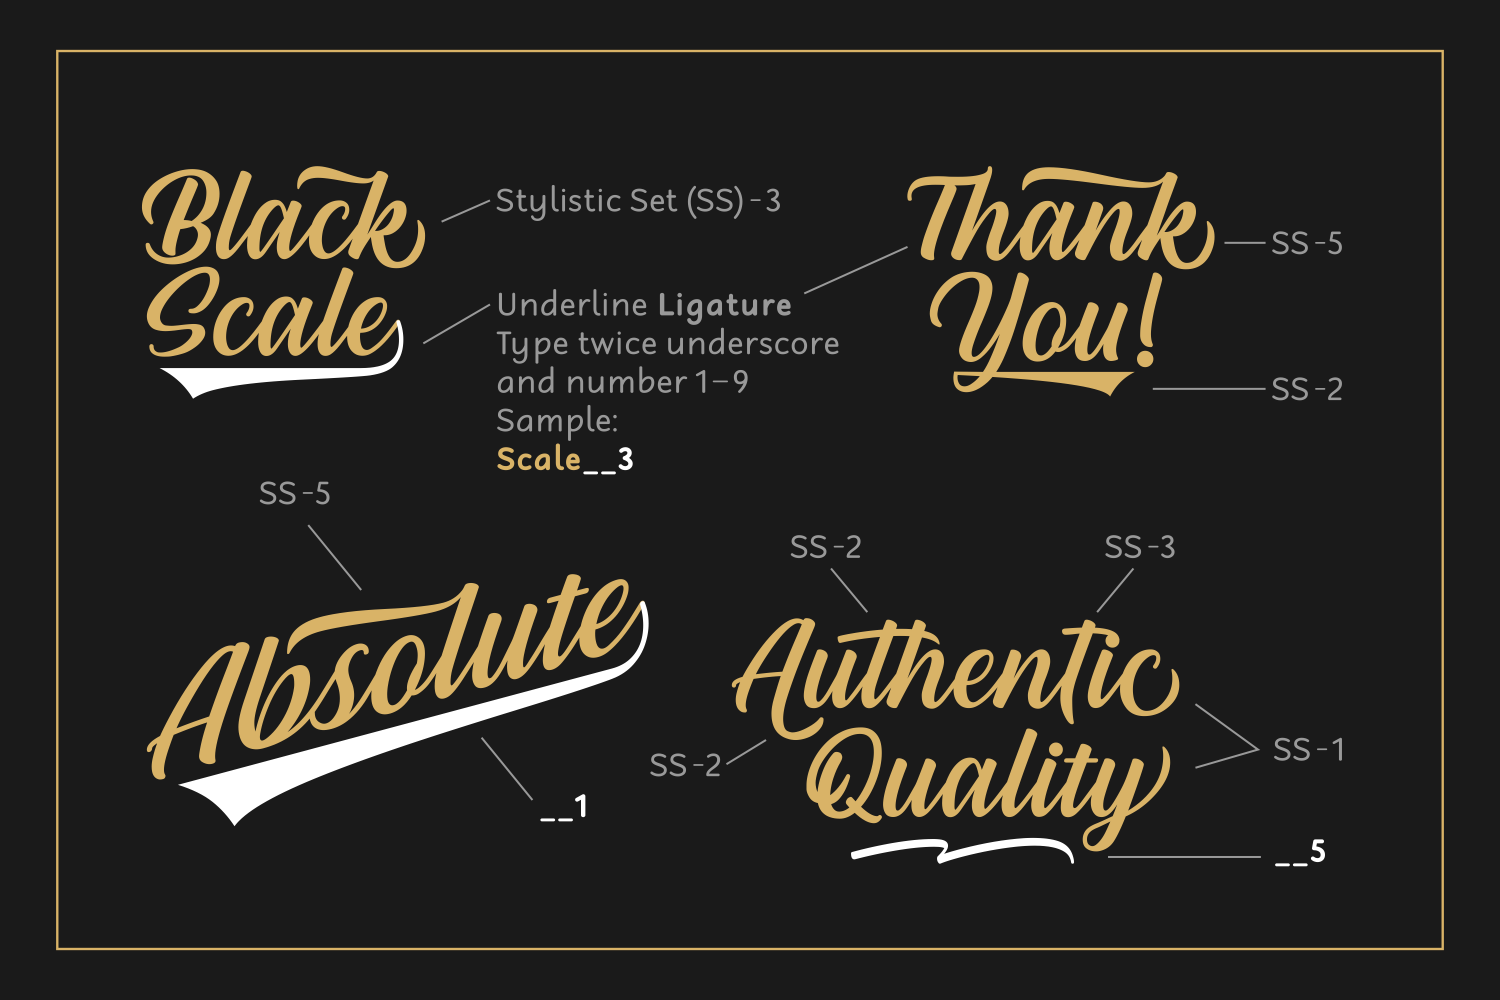 Black
Scale
Stylistic Set (SS)-3
Underline Ligature
Type twice underscore
and number 1–9
Sample:
Scale__3
Thank
You!
SS-5
SS-2
SS-5
Absolute
__1
SS-2
SS-3
Authentic
Quality
SS-2
SS-1
__5